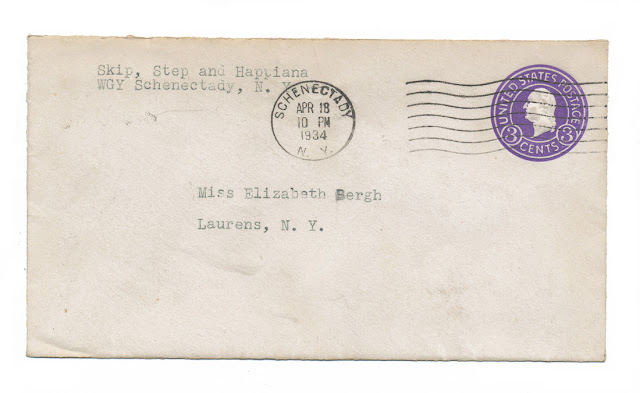 Skip, Step and Happiana
WGY Schenectady, N. Y.
SCHENECTADY
APR 18
10 PM
1934
N. Y.
UNITED STATES POSTAGE
3 CENTS 3
Miss Elizabeth Bergh
Laurens, N. Y.